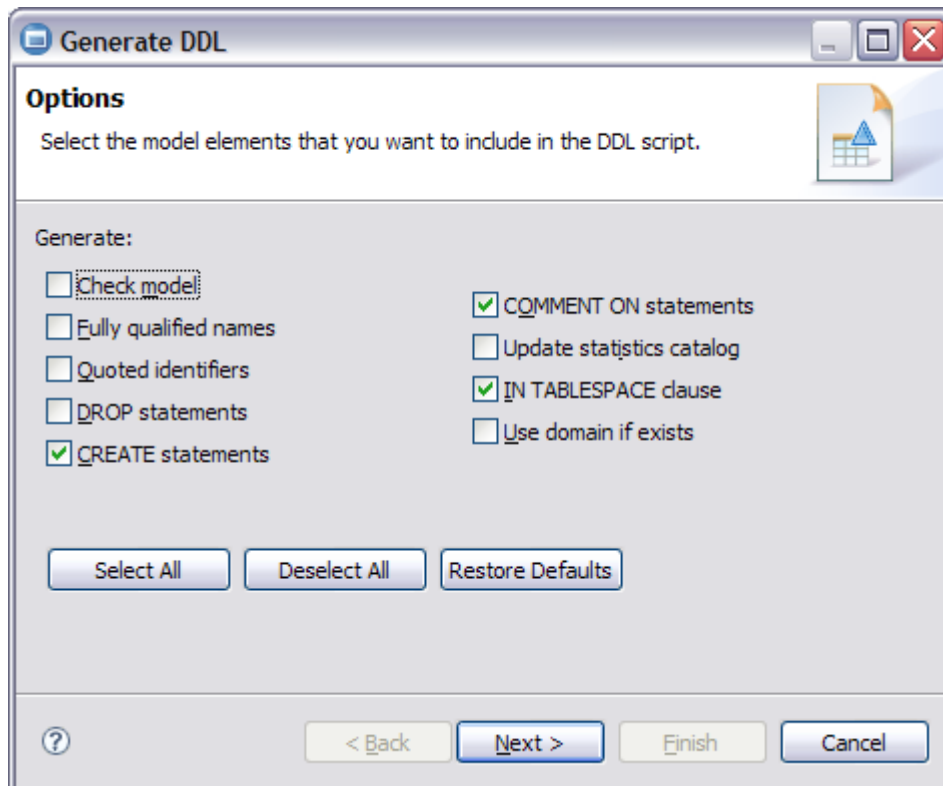 Generate DDL
Options
Select the model elements that you want to include in the DDL script.
Generate:
Check model
Fully qualified names
Quoted identifiers
DROP statements
CREATE statements
COMMENT ON statements
Update statistics catalog
IN TABLESPACE clause
Use domain if exists
Select All Deselect All Restore Defaults
? < Back Next > Finish Cancel